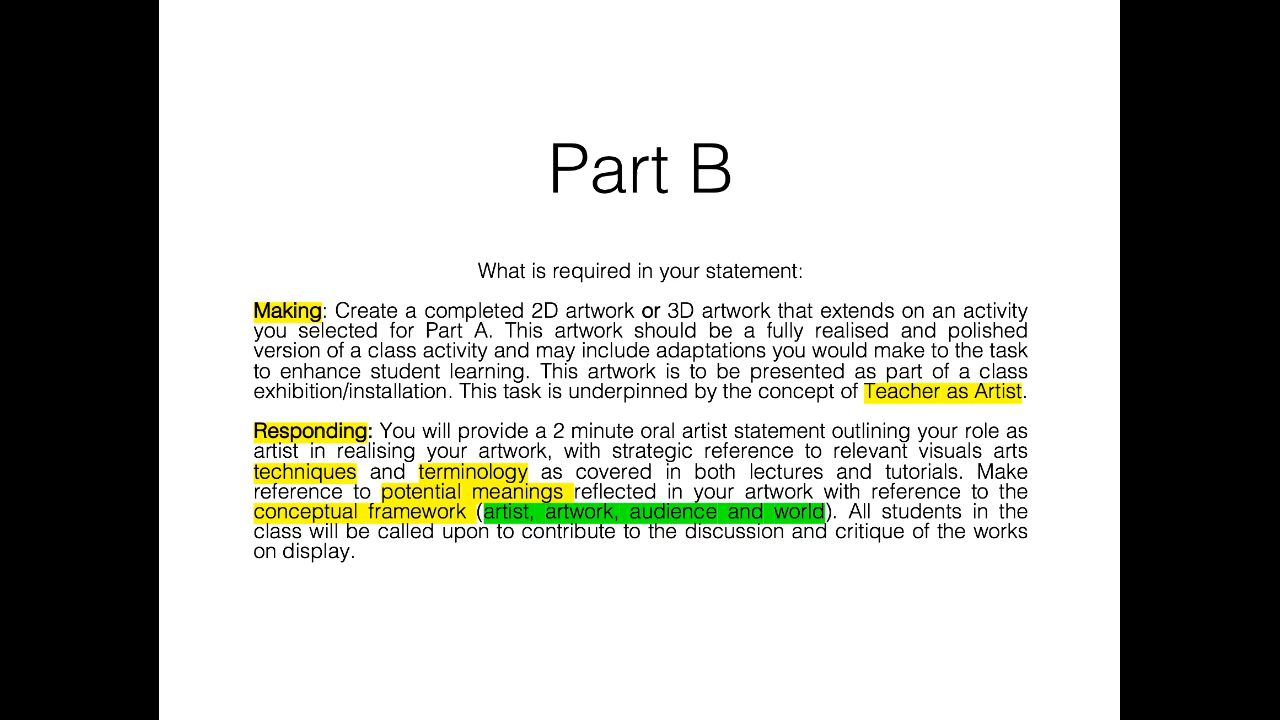 Part B
What is required in your statement:
Making: Create a completed 2D artwork or 3D artwork that extends on an activity
you selected for Part A. This artwork should be a fully realised and polished
version of a class activity and may include adaptations you would make to the task
to enhance student learning. This artwork is to be presented as part of a class
exhibition/installation. This task is underpinned by the concept of Teacher as Artist.
Responding: You will provide a 2 minute oral artist statement outlining your role as
artist in realising your artwork, with strategic reference to relevant visuals arts
techniques and terminology as covered in both lectures and tutorials. Make
reference to potential meanings reflected in your artwork with reference to the
conceptual framework (artist, artwork, audience and world). All students in the
class will be called upon to contribute to the discussion and critique of the works
on display.